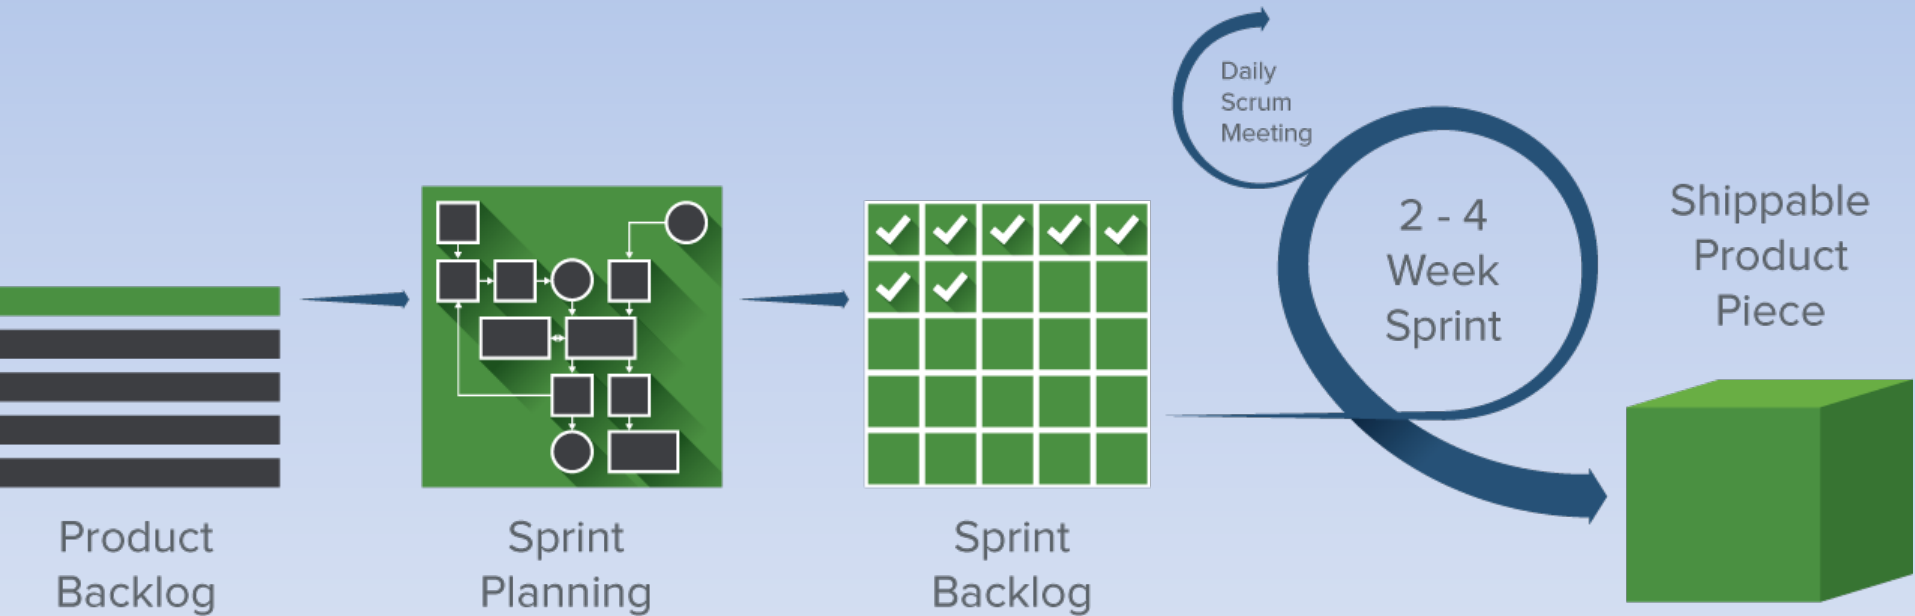 Product
Backlog
Sprint
Planning
Sprint
Backlog
Daily
Scrum
Meeting
2 - 4
Week
Sprint
Shippable
Product
Piece